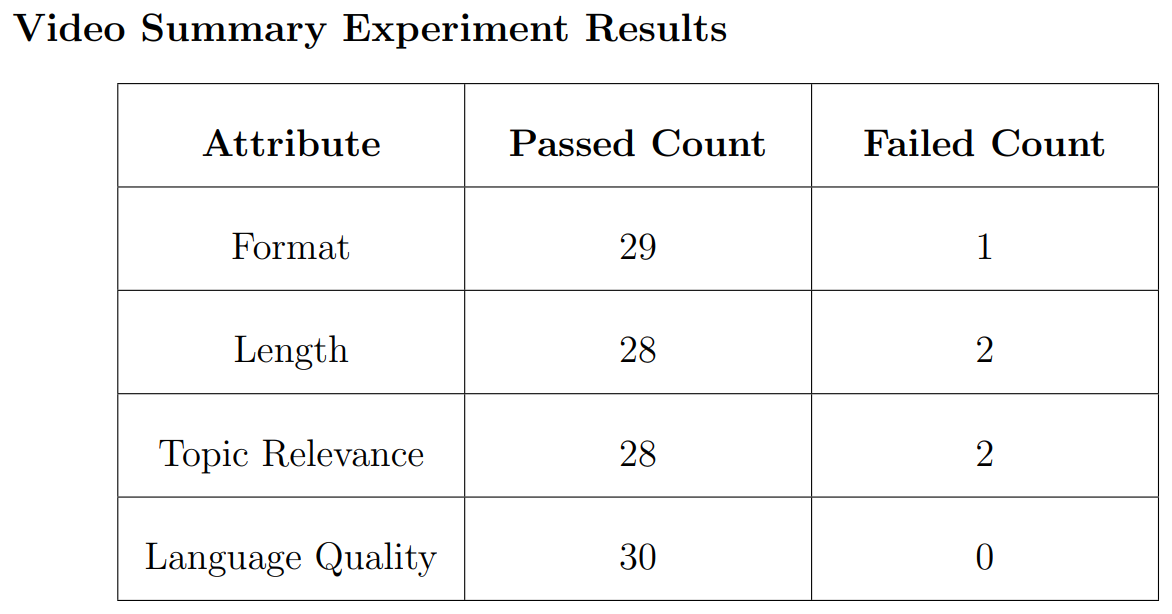 Video Summary Experiment Results
Attribute Passed Count Failed Count
Format 29 1
Length 28 2
Topic Relevance 28 2
Language Quality 30 0